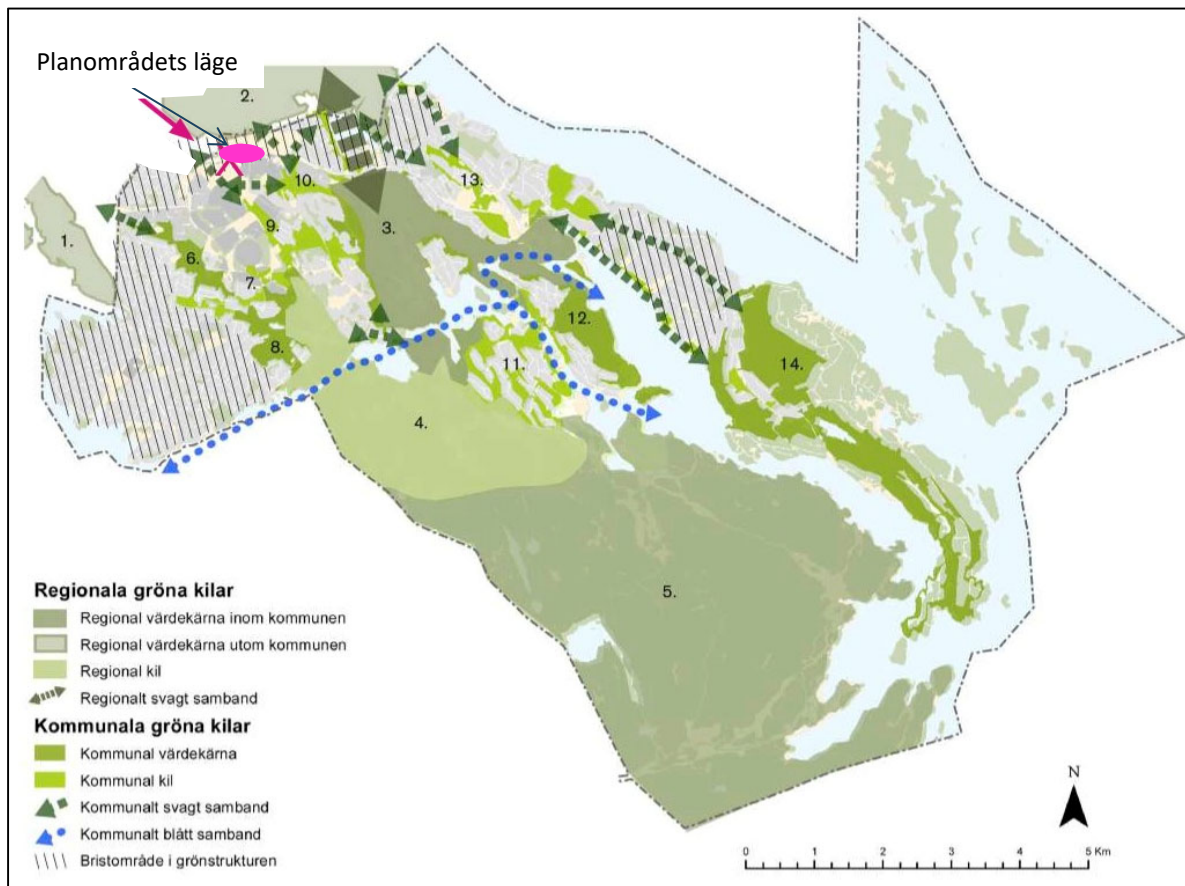 Planområdets läge
2.
1.
10.
13.
9.
3.
6.
7.
12.
8.
11.
14.
4.
5.
Regionala gröna kilar
Regional värdekärna inom kommunen
Regional värdekärna utom kommunen
Regional kil
Regionalt svagt samband
Kommunala gröna kilar
Kommunal värdekärna
Kommunal kil
Kommunalt svagt samband
Kommunalt blått samband
Bristområde i grönstrukturen
N
0 1 2 3 4 5 Km